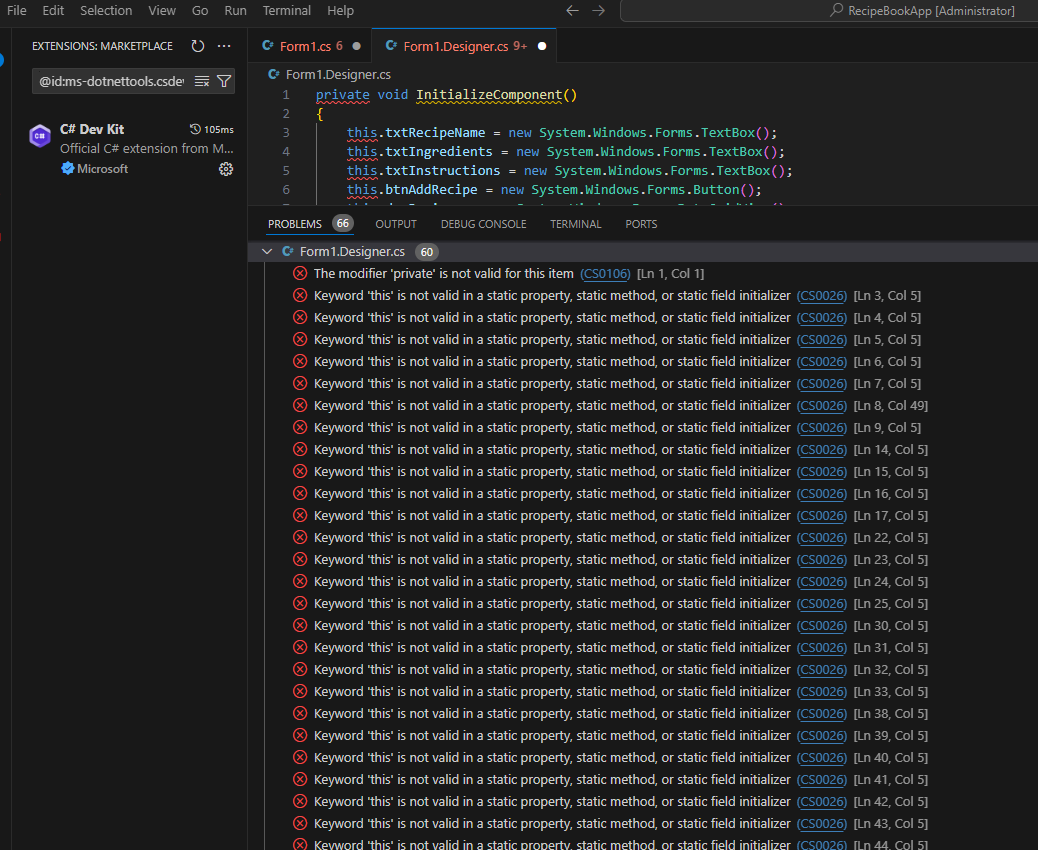 File Edit Selection View Go Run Terminal Help
RecipeBookApp [Administrator]
EXTENSIONS: MARKETPLACE
@id:ms-dotnettools.csdev
C# Dev Kit 105ms
Official C# extension from M...
Microsoft
Form1.cs 6
Form1.Designer.cs 9+
Form1.Designer.cs
1 private void InitializeComponent()
2 {
3 this.txtRecipeName = new System.Windows.Forms.TextBox();
4 this.txtIngredients = new System.Windows.Forms.TextBox();
5 this.txtInstructions = new System.Windows.Forms.TextBox();
6 this.btnAddRecipe = new System.Windows.Forms.Button();
PROBLEMS 66 OUTPUT DEBUG CONSOLE TERMINAL PORTS
Form1.Designer.cs 60
The modifier 'private' is not valid for this item (CS0106) [Ln 1, Col 1]
Keyword 'this' is not valid in a static property, static method, or static field initializer (CS0026) [Ln 3, Col 5]
Keyword 'this' is not valid in a static property, static method, or static field initializer (CS0026) [Ln 4, Col 5]
Keyword 'this' is not valid in a static property, static method, or static field initializer (CS0026) [Ln 5, Col 5]
Keyword 'this' is not valid in a static property, static method, or static field initializer (CS0026) [Ln 6, Col 5]
Keyword 'this' is not valid in a static property, static method, or static field initializer (CS0026) [Ln 7, Col 5]
Keyword 'this' is not valid in a static property, static method, or static field initializer (CS0026) [Ln 8, Col 49]
Keyword 'this' is not valid in a static property, static method, or static field initializer (CS0026) [Ln 9, Col 5]
Keyword 'this' is not valid in a static property, static method, or static field initializer (CS0026) [Ln 14, Col 5]
Keyword 'this' is not valid in a static property, static method, or static field initializer (CS0026) [Ln 15, Col 5]
Keyword 'this' is not valid in a static property, static method, or static field initializer (CS0026) [Ln 16, Col 5]
Keyword 'this' is not valid in a static property, static method, or static field initializer (CS0026) [Ln 17, Col 5]
Keyword 'this' is not valid in a static property, static method, or static field initializer (CS0026) [Ln 22, Col 5]
Keyword 'this' is not valid in a static property, static method, or static field initializer (CS0026) [Ln 23, Col 5]
Keyword 'this' is not valid in a static property, static method, or static field initializer (CS0026) [Ln 24, Col 5]
Keyword 'this' is not valid in a static property, static method, or static field initializer (CS0026) [Ln 25, Col 5]
Keyword 'this' is not valid in a static property, static method, or static field initializer (CS0026) [Ln 30, Col 5]
Keyword 'this' is not valid in a static property, static method, or static field initializer (CS0026) [Ln 31, Col 5]
Keyword 'this' is not valid in a static property, static method, or static field initializer (CS0026) [Ln 32, Col 5]
Keyword 'this' is not valid in a static property, static method, or static field initializer (CS0026) [Ln 33, Col 5]
Keyword 'this' is not valid in a static property, static method, or static field initializer (CS0026) [Ln 38, Col 5]
Keyword 'this' is not valid in a static property, static method, or static field initializer (CS0026) [Ln 39, Col 5]
Keyword 'this' is not valid in a static property, static method, or static field initializer (CS0026) [Ln 40, Col 5]
Keyword 'this' is not valid in a static property, static method, or static field initializer (CS0026) [Ln 41, Col 5]
Keyword 'this' is not valid in a static property, static method, or static field initializer (CS0026) [Ln 42, Col 5]
Keyword 'this' is not valid in a static property, static method, or static field initializer (CS0026) [Ln 43, Col 5]
Keyword 'this' is not valid in a static property, static method, or static field initializer (CS0026) [Ln 44, Col 5]